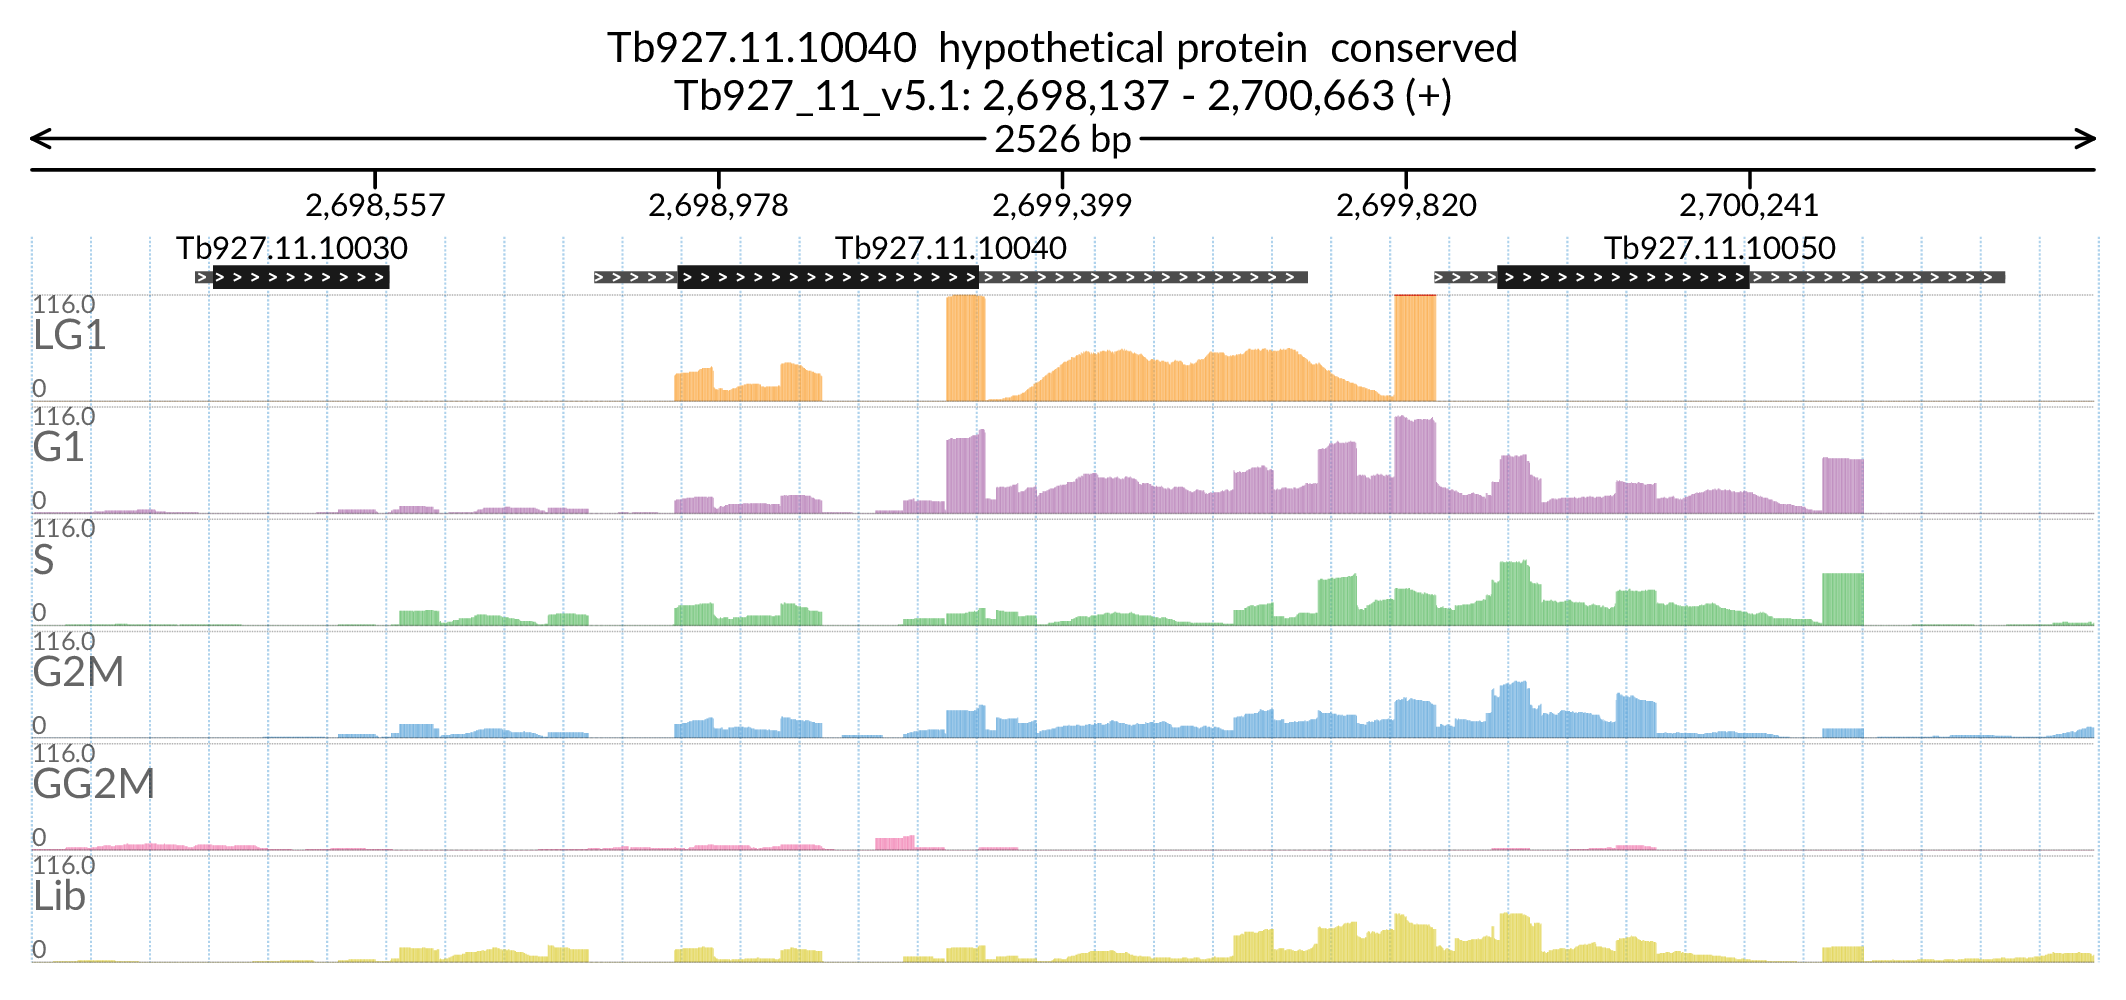 Tb927.11.10040 hypothetical protein conserved
Tb927_11_v5.1: 2,698,137 - 2,700,663 (+)
2526 bp
2,698,557 2,698,978 2,699,399 2,699,820 2,700,241
Tb927.11.10030 Tb927.11.10040 Tb927.11.10050
116.0
LG1
0
116.0
G1
0
116.0
S
0
116.0
G2M
0
116.0
GG2M
0
116.0
Lib
0